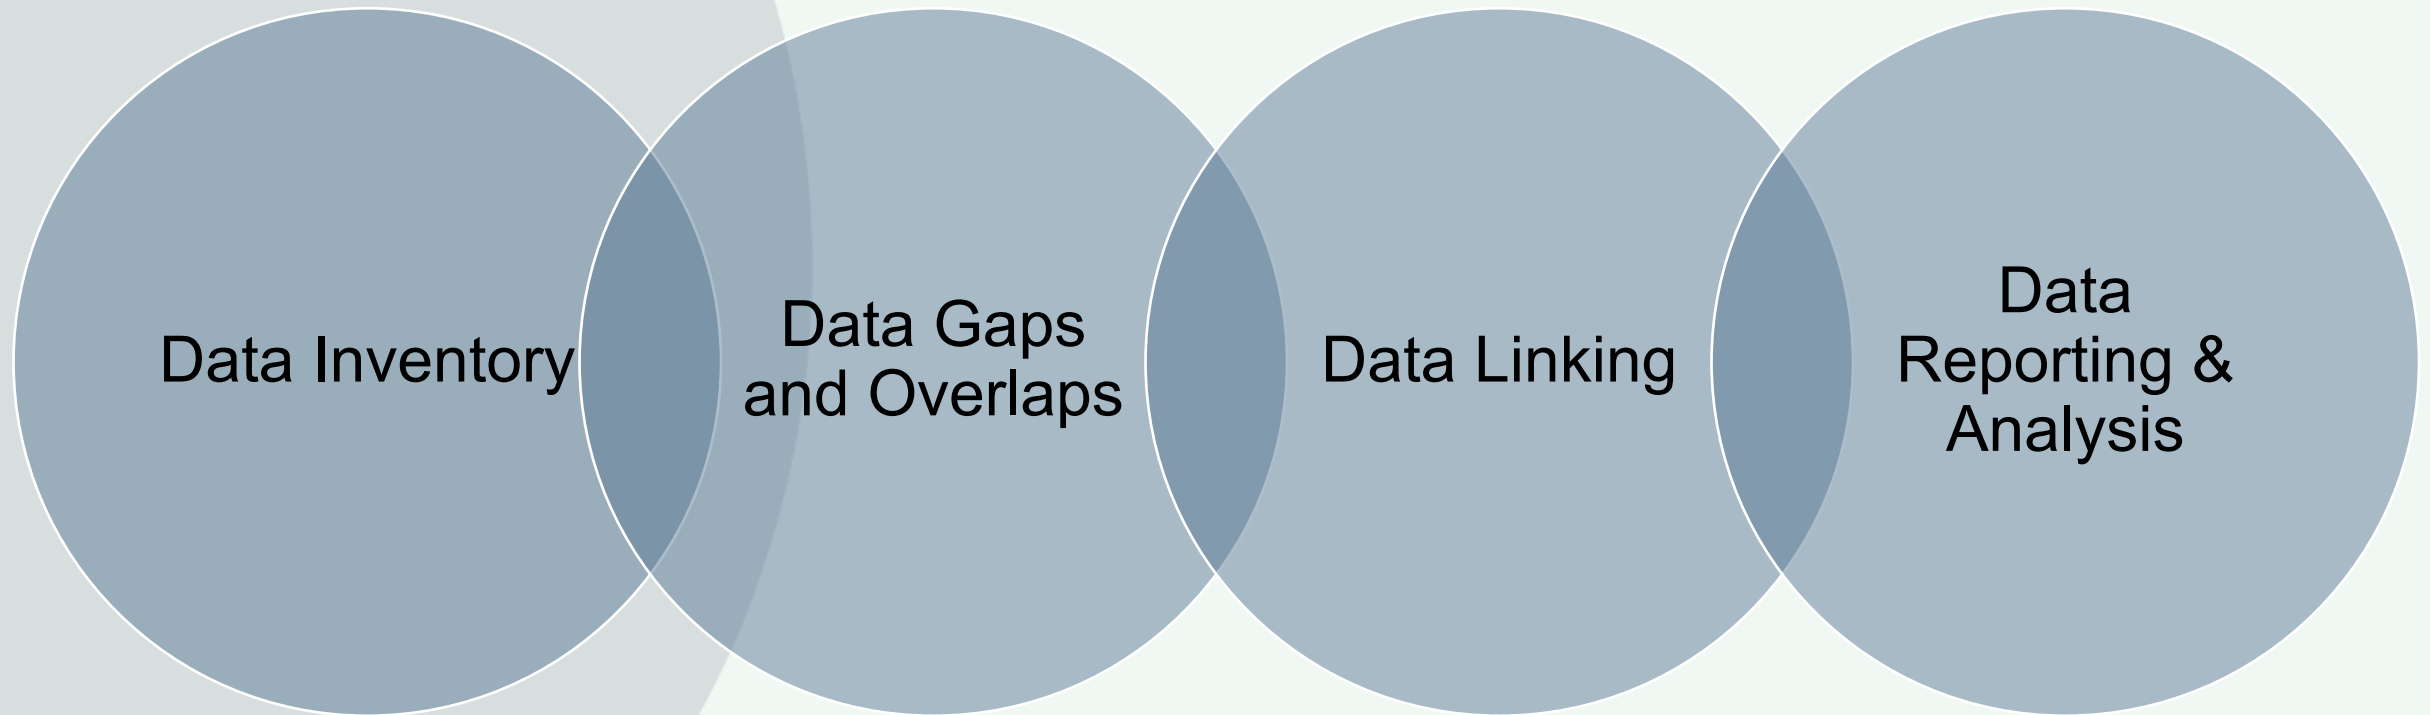 Data Inventory
Data Gaps
and Overlaps
Data Linking
Data
Reporting &
Analysis